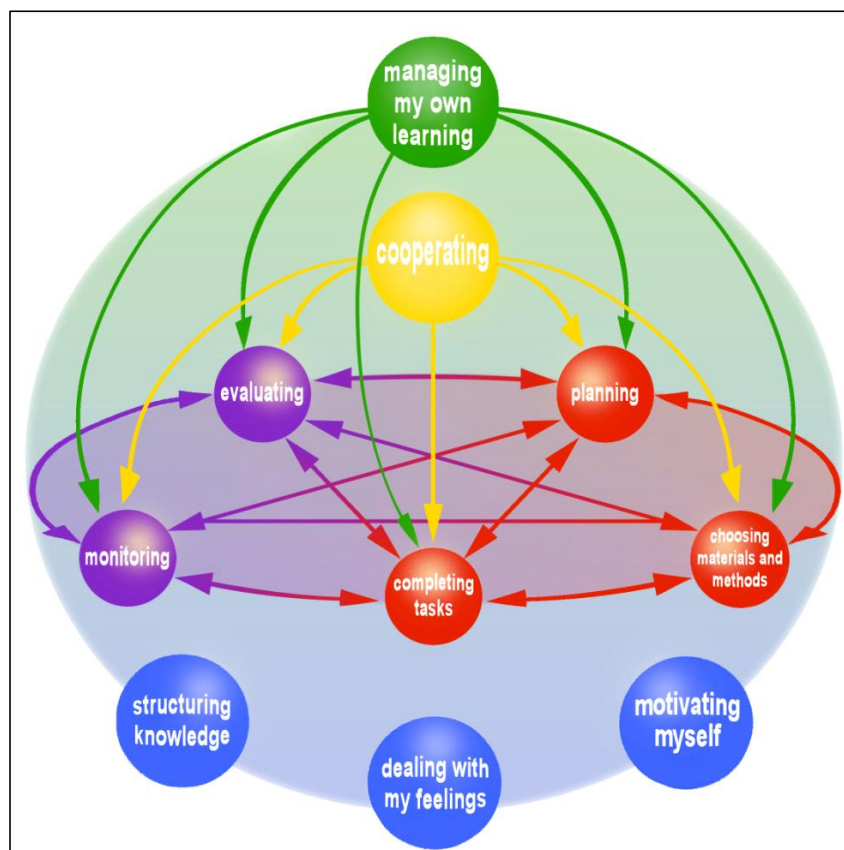 managing
my own
learning
cooperating
evaluating
planning
monitoring
completing
tasks
choosing
materials and
methods
structuring
knowledge
dealing with
my feelings
motivating
myself